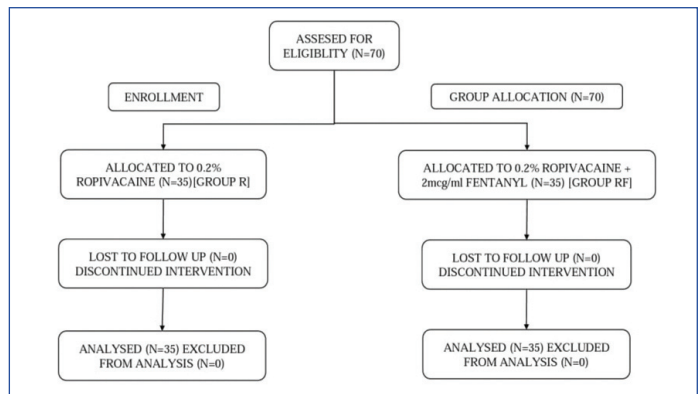 ASSESED FOR
ELIGIBLITY (N=70)
ENROLLMENT
GROUP ALLOCATION (N=70)
ALLOCATED TO 0.2%
ROPIVACAINE (N=35)[GROUP R]
ALLOCATED TO 0.2% ROPIVACAINE +
2mcg/ml FENTANYL (N=35) [GROUP RF]
LOST TO FOLLOW UP (N=0)
DISCONTINUED INTERVENTION
LOST TO FOLLOW UP (N=0)
DISCONTINUED INTERVENTION
ANALYSED (N=35) EXCLUDED
FROM ANALYSIS (N=0)
ANALYSED (N=35) EXCLUDED
FROM ANALYSIS (N=0)